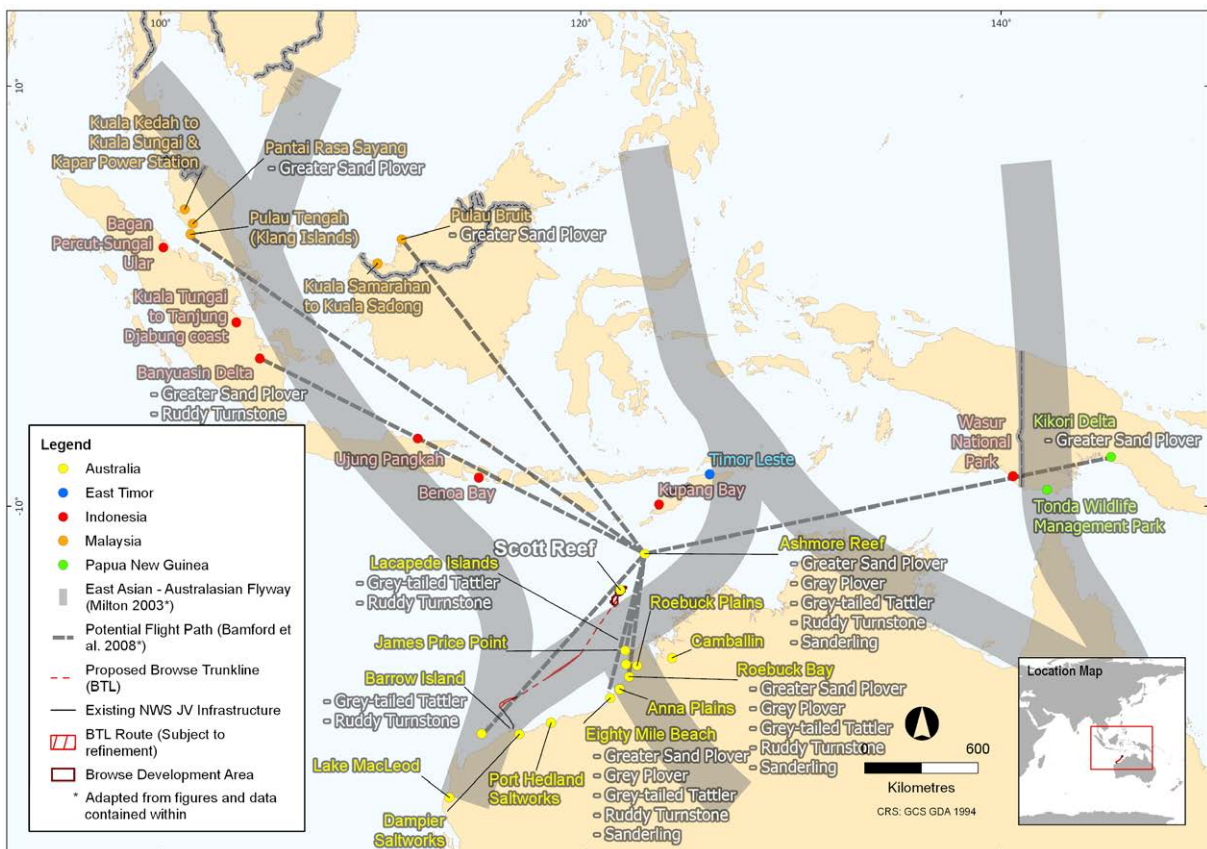 100°
120°
140°
10°
-10°
Kuala Kedah to
Kuala Sungai &
Kapar Power Station
Pantai Rasa Sayang
- Greater Sand Plover
Pulau Tengah
(Klang Islands)
Bagan
Percut-Sungai
Ular
Pulau Bruit
- Greater Sand Plover
Kuala Samarahan
to Kuala Sadong
Kuala Tungai
to Tanjung
Djabung coast
Banyuasin Delta
- Greater Sand Plover
- Ruddy Turnstone
Ujung Pangkah
Benoa Bay
Timor Leste
Kupang Bay
Wasur
National
Park
Kikori Delta
- Greater Sand Plover
Tonda Wildlife
Management Park
Scott Reef
Ashmore Reef
- Greater Sand Plover
- Grey Plover
- Grey-tailed Tattler
- Ruddy Turnstone
- Sanderling
Lacapede Islands
- Grey-tailed Tattler
- Ruddy Turnstone
Roebuck Plains
James Price Point
Camballin
Barrow Island
- Grey-tailed Tattler
- Ruddy Turnstone
Roebuck Bay
- Greater Sand Plover
- Grey Plover
- Grey-tailed Tattler
- Ruddy Turnstone
- Sanderling
Anna Plains
Eighty Mile Beach
- Greater Sand Plover
- Grey Plover
- Grey-tailed Tattler
- Ruddy Turnstone
- Sanderling
Lake MacLeod
Port Hedland
Saltworks
Dampier
Saltworks
Legend
Australia
East Timor
Indonesia
Malaysia
Papua New Guinea
East Asian - Australasian Flyway
(Milton 2003*)
Potential Flight Path (Bamford et
al. 2008*)
Proposed Browse Trunkline
(BTL)
Existing NWS JV Infrastructure
BTL Route (Subject to
refinement)
Browse Development Area
* Adapted from figures and data
contained within
0 600
Kilometres
CRS: GCS GDA 1994
Location Map